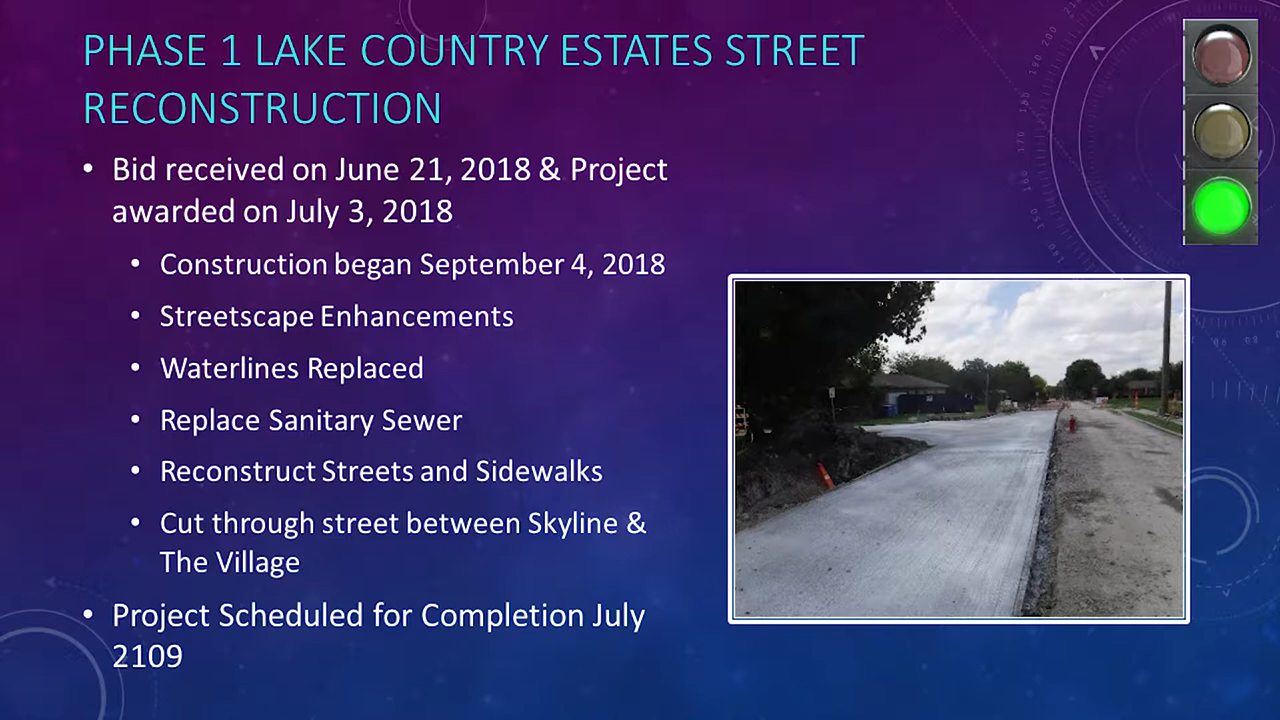 PHASE 1 LAKE COUNTRY ESTATES STREET
RECONSTRUCTION
• Bid received on June 21, 2018 & Project
awarded on July 3, 2018
• Construction began September 4, 2018
• Streetscape Enhancements
• Waterlines Replaced
• Replace Sanitary Sewer
• Reconstruct Streets and Sidewalks
• Cut through street between Skyline &
The Village
• Project Scheduled for Completion July
2109